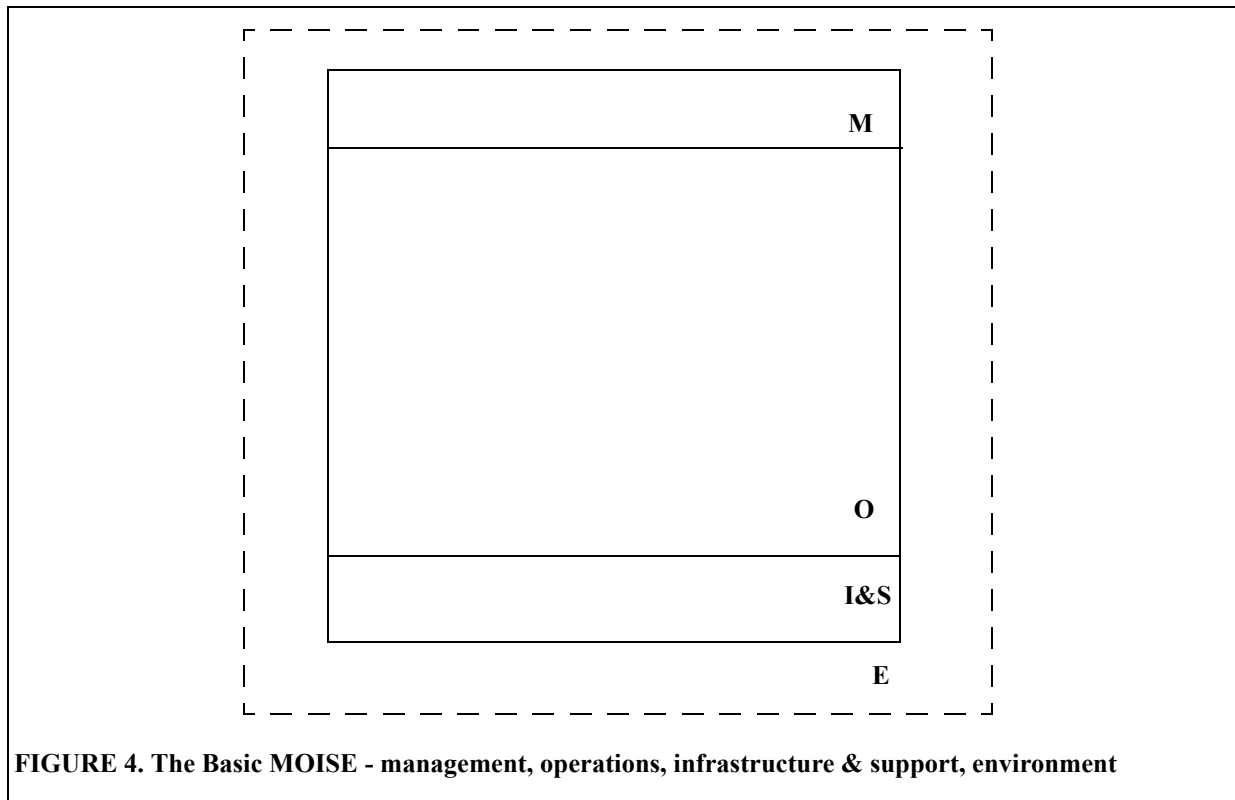 M
O
I&S
E
FIGURE 4. The Basic MOISE - management, operations, infrastructure & support, environment